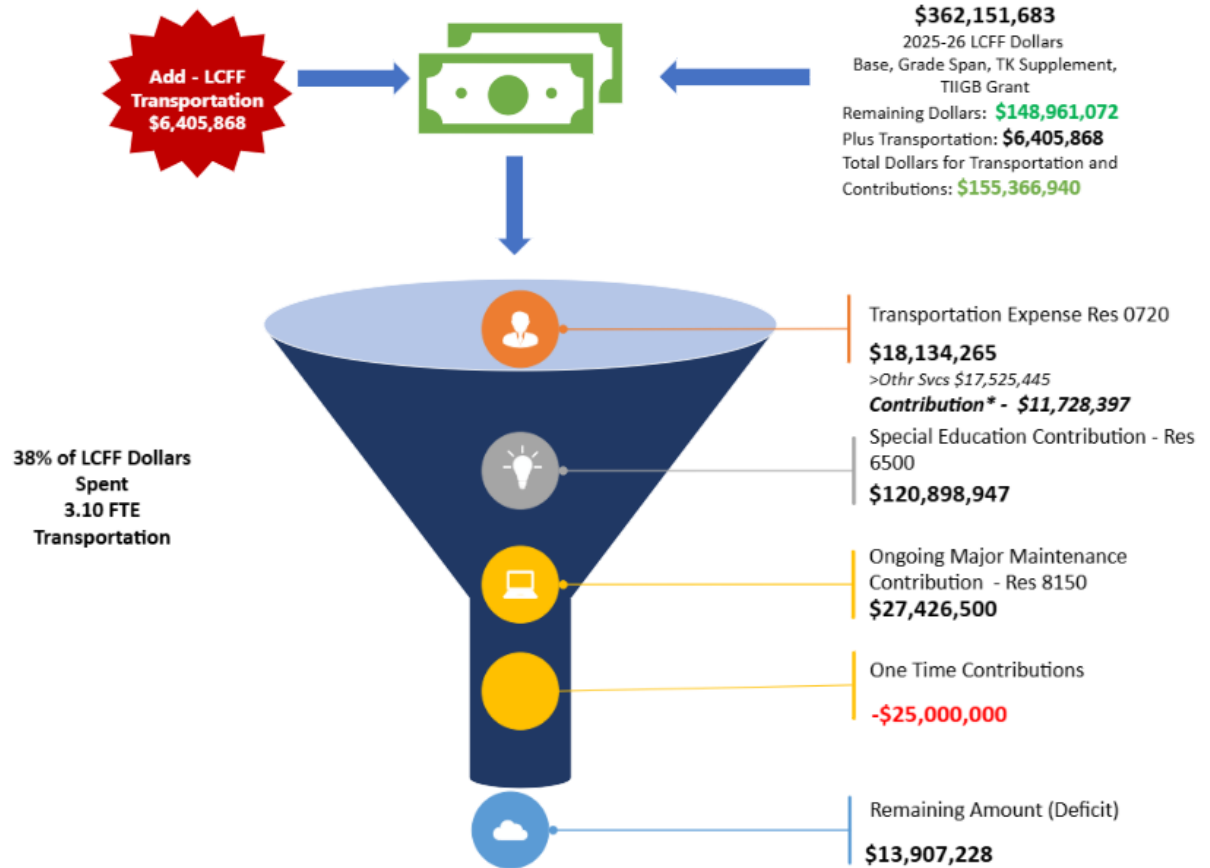 Add - LCFF
Transportation
$6,405,868
$362,151,683
2025-26 LCFF Dollars
Base, Grade Span, TK Supplement,
TIIGB Grant
Remaining Dollars: $148,961,072
Plus Transportation: $6,405,868
Total Dollars for Transportation and
Contributions: $155,366,940
Transportation Expense Res 0720
$18,134,265
>Othr Svcs $17,525,445
Contribution* - $11,728,397
Special Education Contribution - Res
6500
$120,898,947
38% of LCFF Dollars
Spent
3.10 FTE
Transportation
Ongoing Major Maintenance
Contribution - Res 8150
$27,426,500
One Time Contributions
-$25,000,000
Remaining Amount (Deficit)
$13,907,228